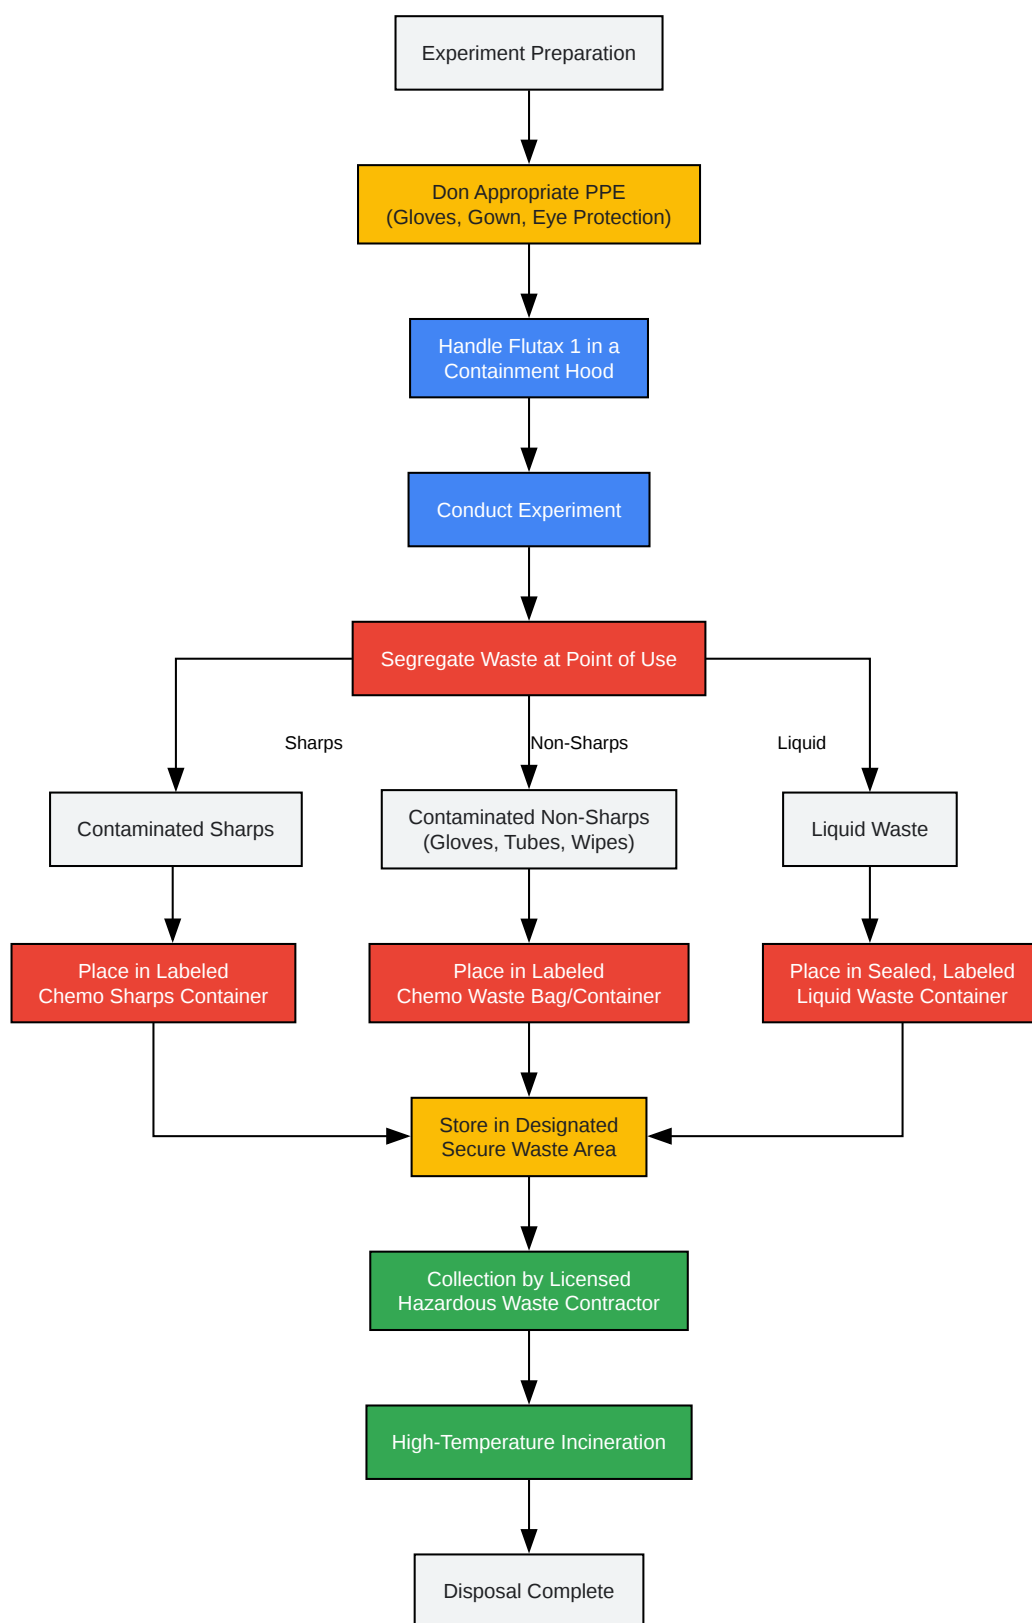 Experiment Preparation
Don Appropriate PPE
(Gloves, Gown, Eye Protection)
Handle Flutax 1 in a
Containment Hood
Conduct Experiment
Segregate Waste at Point of Use
Sharps
Non-Sharps
Liquid
Contaminated Sharps
Contaminated Non-Sharps
(Gloves, Tubes, Wipes)
Liquid Waste
Place in Labeled
Chemo Sharps Container
Place in Labeled
Chemo Waste Bag/Container
Place in Sealed, Labeled
Liquid Waste Container
Store in Designated
Secure Waste Area
Collection by Licensed
Hazardous Waste Contractor
High-Temperature Incineration
Disposal Complete